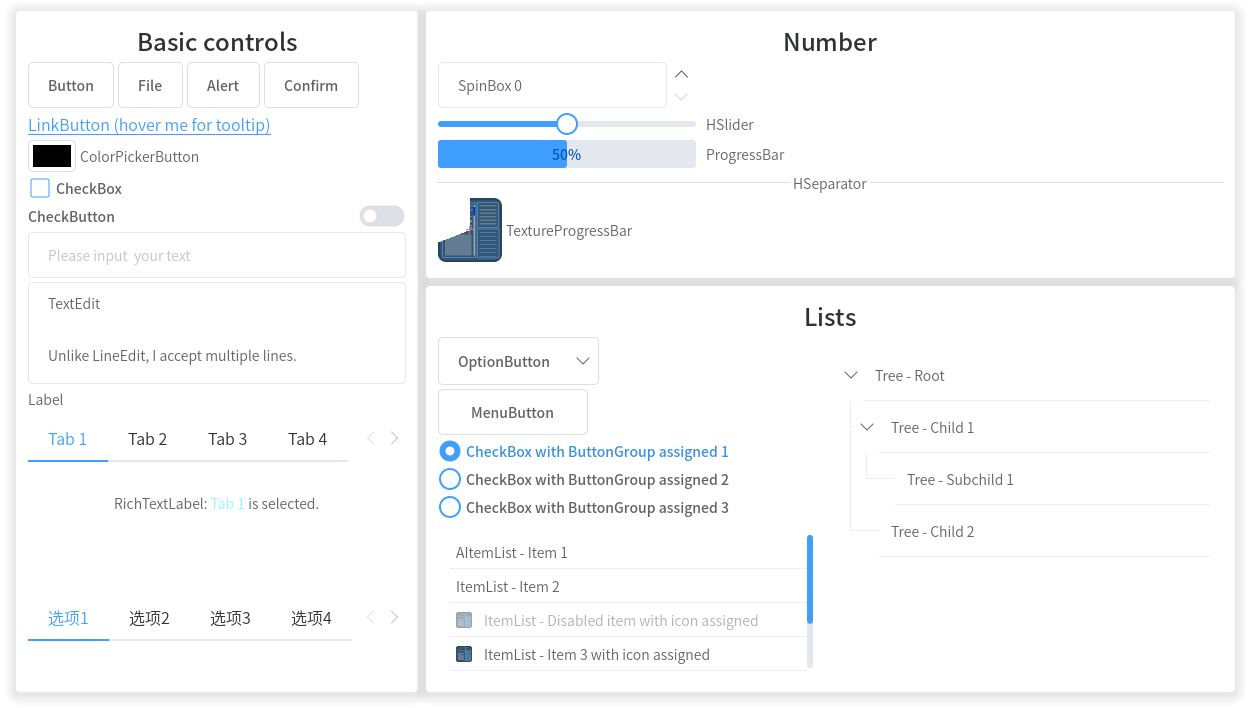 Basic controls
Button
File
Alert
Confirm
LinkButton (hover me for tooltip)
ColorPickerButton
CheckBox
CheckButton
Please input  your text
TextEdit
Unlike LineEdit, I accept multiple lines.
Label
Tab 1
Tab 2
Tab 3
Tab 4
RichTextLabel: Tab 1 is selected.
选项1
选项2
选项3
选项4
Number
SpinBox 0
HSlider
50%
ProgressBar
HSeparator
TextureProgressBar
Lists
OptionButton
MenuButton
CheckBox with ButtonGroup assigned 1
CheckBox with ButtonGroup assigned 2
CheckBox with ButtonGroup assigned 3
AItemList - Item 1
ItemList - Item 2
ItemList - Disabled item with icon assigned
ItemList - Item 3 with icon assigned
Tree - Root
Tree - Child 1
Tree - Subchild 1
Tree - Child 2